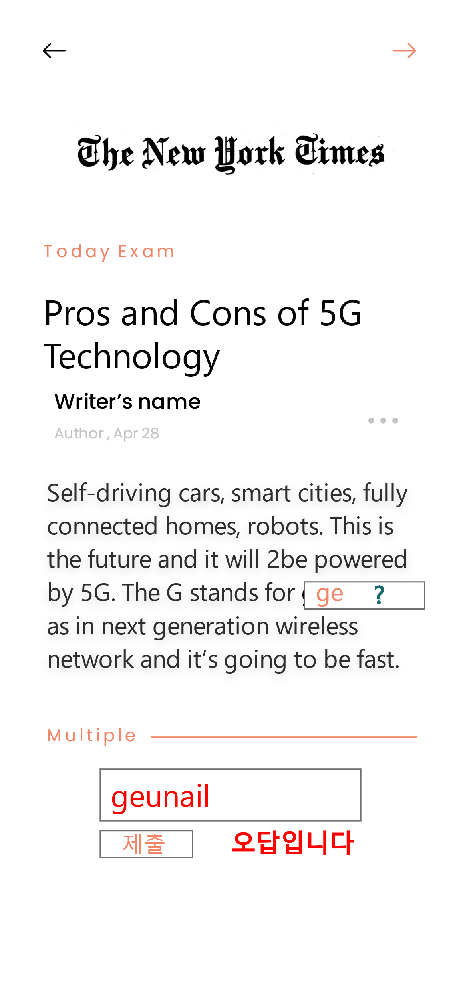 The New York Times
Today Exam
Pros and Cons of 5G
Technology
Writer’s name
Author , Apr 28
Self-driving cars, smart cities, fully
connected homes, robots. This is
the future and it will 2be powered
by 5G. The G stands for ge ?
as in next generation wireless
network and it’s going to be fast.
Multiple
geunail
제출 오답입니다